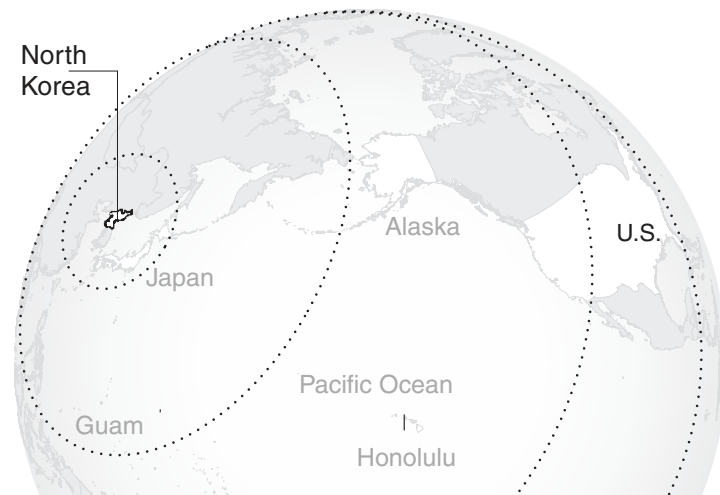 North
Korea
Alaska
U.S.
Japan
Pacific Ocean
Guam
Honolulu